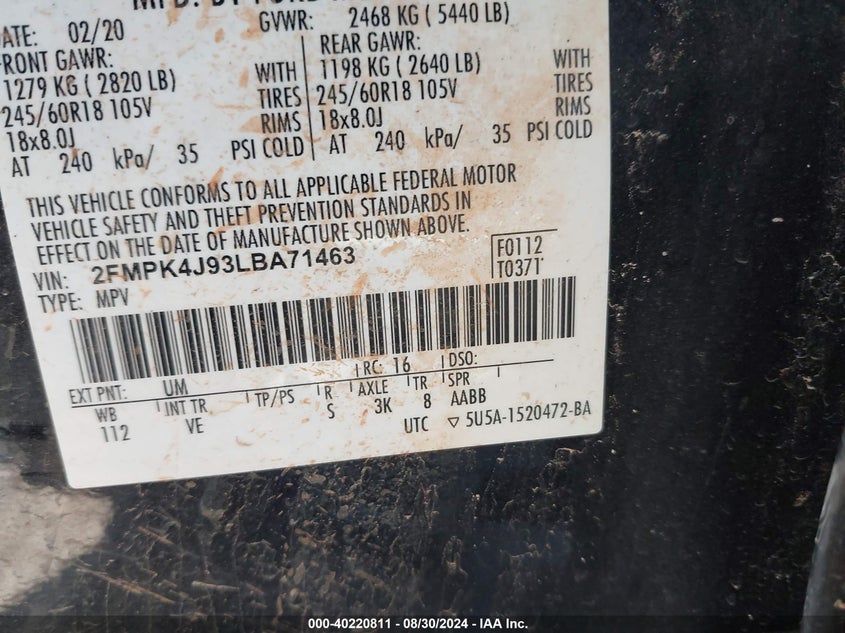 MFD. BY FORD
DATE: 02/20 GVWR: 2468 KG ( 5440 LB)
FRONT GAWR: REAR GAWR:
1279 KG ( 2820 LB) WITH 1198 KG ( 2640 LB) WITH
245/60R18 105V TIRES 245/60R18 105V TIRES
18x8.0J RIMS 18x8.0J RIMS
AT 240 kPa/ 35 PSI COLD AT 240 kPa/ 35 PSI COLD
THIS VEHICLE CONFORMS TO ALL APPLICABLE FEDERAL MOTOR
VEHICLE SAFETY AND THEFT PREVENTION STANDARDS IN
EFFECT ON THE DATE OF MANUFACTURE SHOWN ABOVE.
VIN: 2FMPK4J93LBA71463 F0112
TYPE: MPV T0371
EXT PNT: UM RC: 16 DSO:
WB INT TR TP/PS R AXLE TR SPR
112 VE S 3K 8 AABB
UTC ▽ 5U5A-1520472-BA
000-40220811 - 08/30/2024 - IAA Inc.